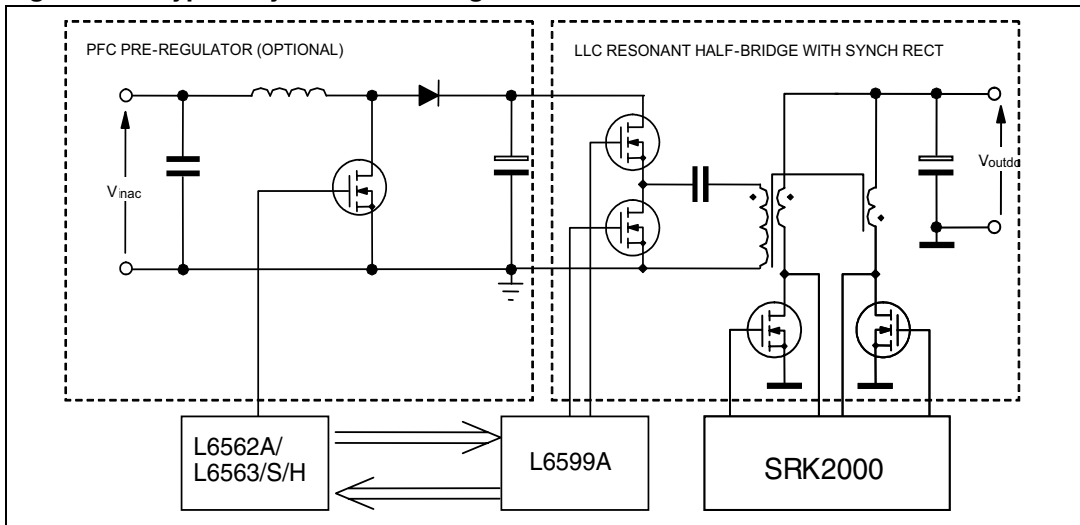 PFC PRE-REGULATOR (OPTIONAL)
LLC RESONANT HALF-BRIDGE WITH SYNCH RECT
Vinac
Voutdc
L6562A/
L6563/S/H
L6599A
SRK2000